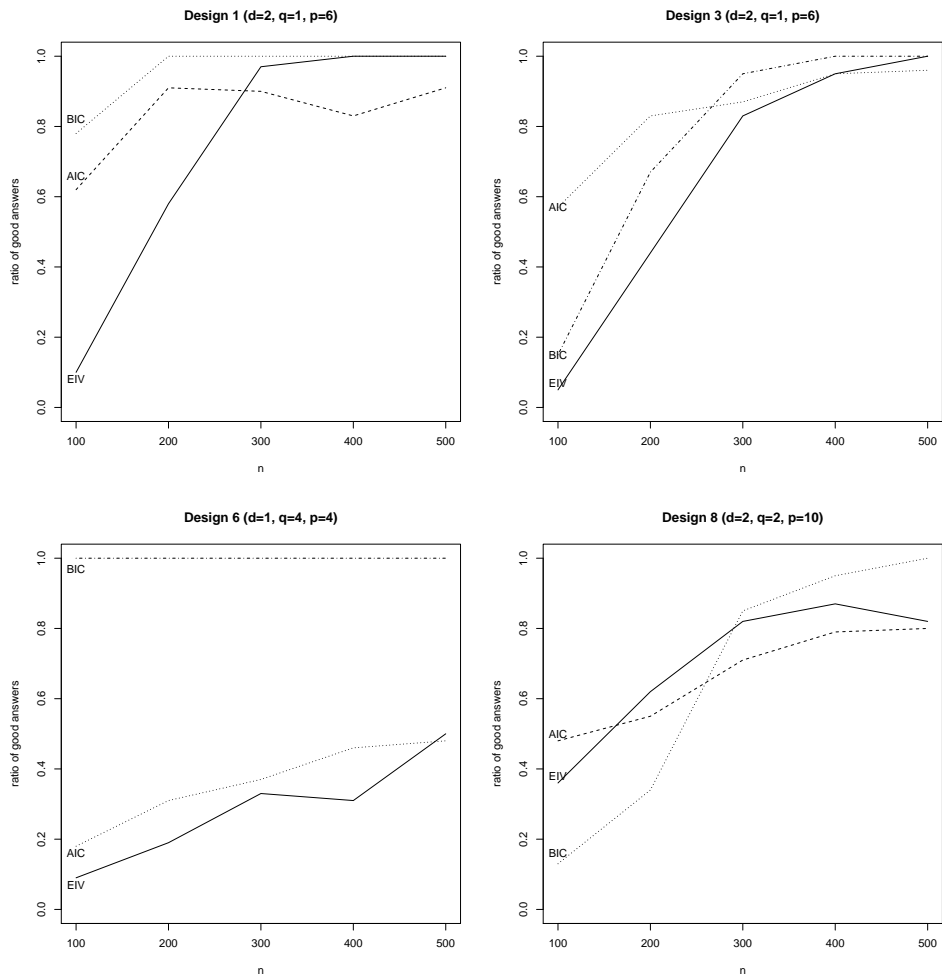 Design 1 (d=2, q=1, p=6)
ratio of good answers
1.0
0.8
0.6
0.4
0.2
0.0
BIC
AIC
EIV
100 200 300 400 500
n
Design 3 (d=2, q=1, p=6)
ratio of good answers
1.0
0.8
0.6
0.4
0.2
0.0
AIC
BIC
EIV
100 200 300 400 500
n
Design 6 (d=1, q=4, p=4)
ratio of good answers
1.0
0.8
0.6
0.4
0.2
0.0
BIC
AIC
EIV
100 200 300 400 500
n
Design 8 (d=2, q=2, p=10)
ratio of good answers
1.0
0.8
0.6
0.4
0.2
0.0
AIC
EIV
BIC
100 200 300 400 500
n